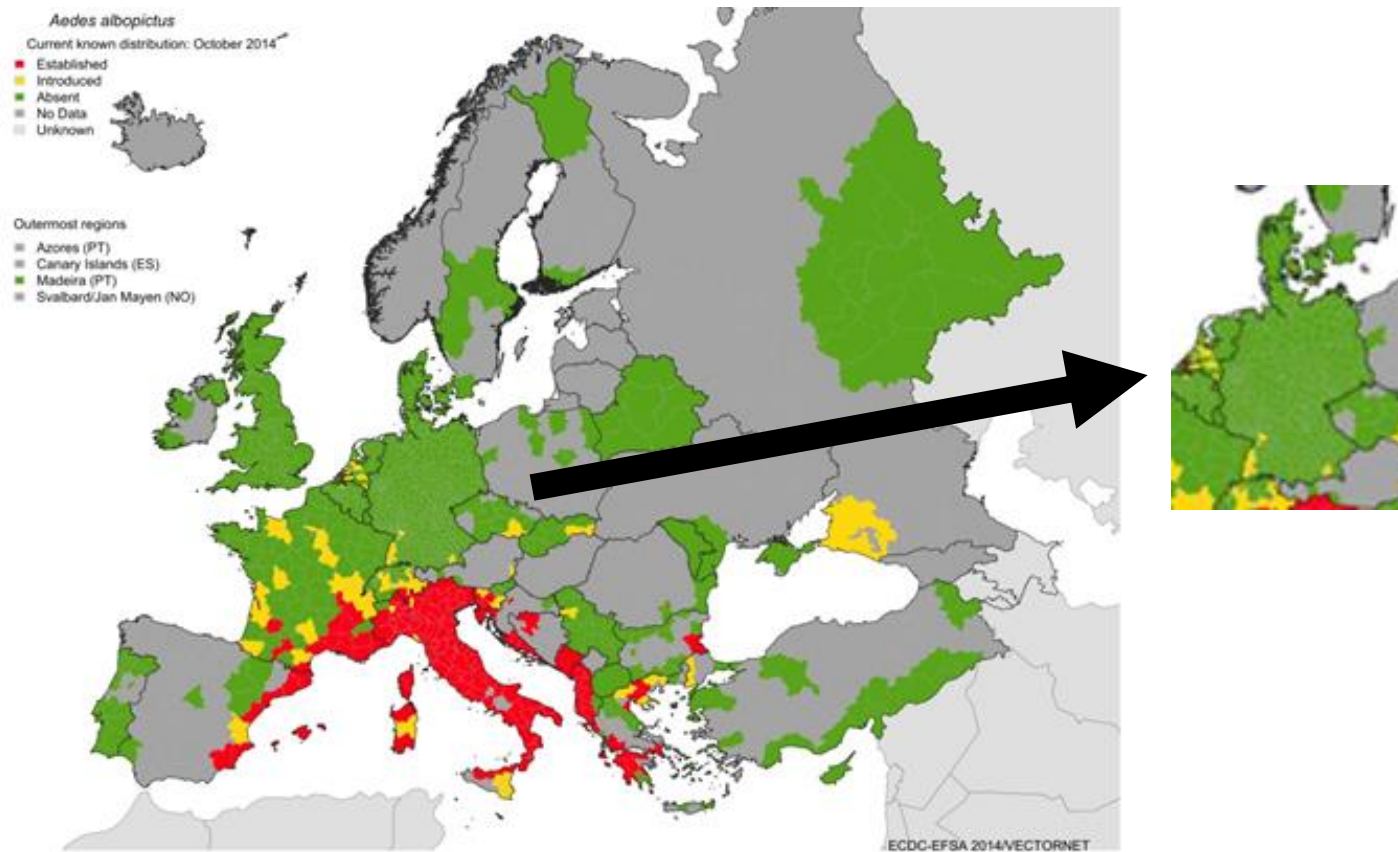 Aedes albopictus
Current known distribution: October 2014
Established
Introduced
Absent
No Data
Unknown
Outermost regions
Azores (PT)
Canary Islands (ES)
Madeira (PT)
Svalbard/Jan Mayen (NO)
ECDC-EFSA 2014/VECTORNET